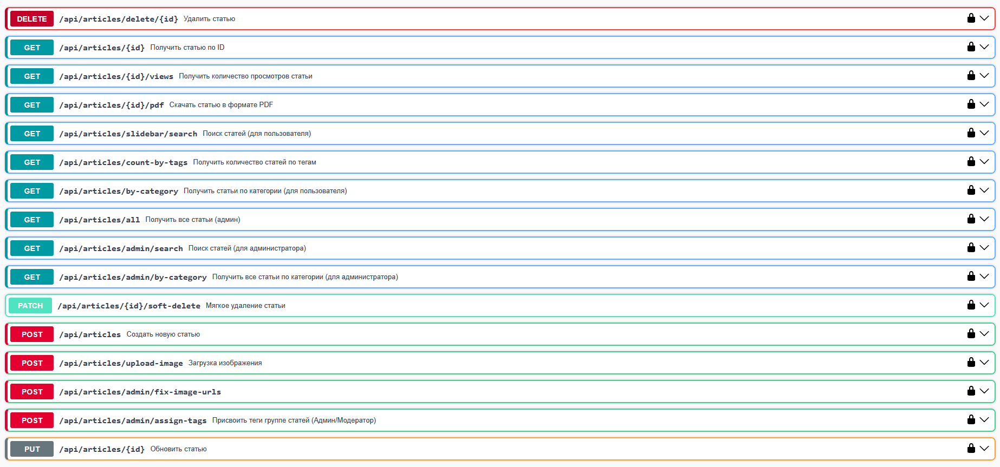 DELETE /api/articles/delete/{id} Удалить статью
GET /api/articles/{id} Получить статью по ID
GET /api/articles/{id}/views Получить количество просмотров статьи
GET /api/articles/{id}/pdf Скачать статью в формате PDF
GET /api/articles/slidebar/search Поиск статей (для пользователя)
GET /api/articles/count-by-tags Получить количество статей по тегам
GET /api/articles/by-category Получить статьи по категории (для пользователя)
GET /api/articles/all Получить все статьи (админ)
GET /api/articles/admin/search Поиск статей (для администратора)
GET /api/articles/admin/by-category Получить все статьи по категории (для администратора)
PATCH /api/articles/{id}/soft-delete Мягкое удаление статьи
POST /api/articles Создать новую статью
POST /api/articles/upload-image Загрузка изображения
POST /api/articles/admin/fix-image-urls
POST /api/articles/admin/assign-tags Присвоить теги группе статей (Админ/Модератор)
PUT /api/articles/{id} Обновить статью